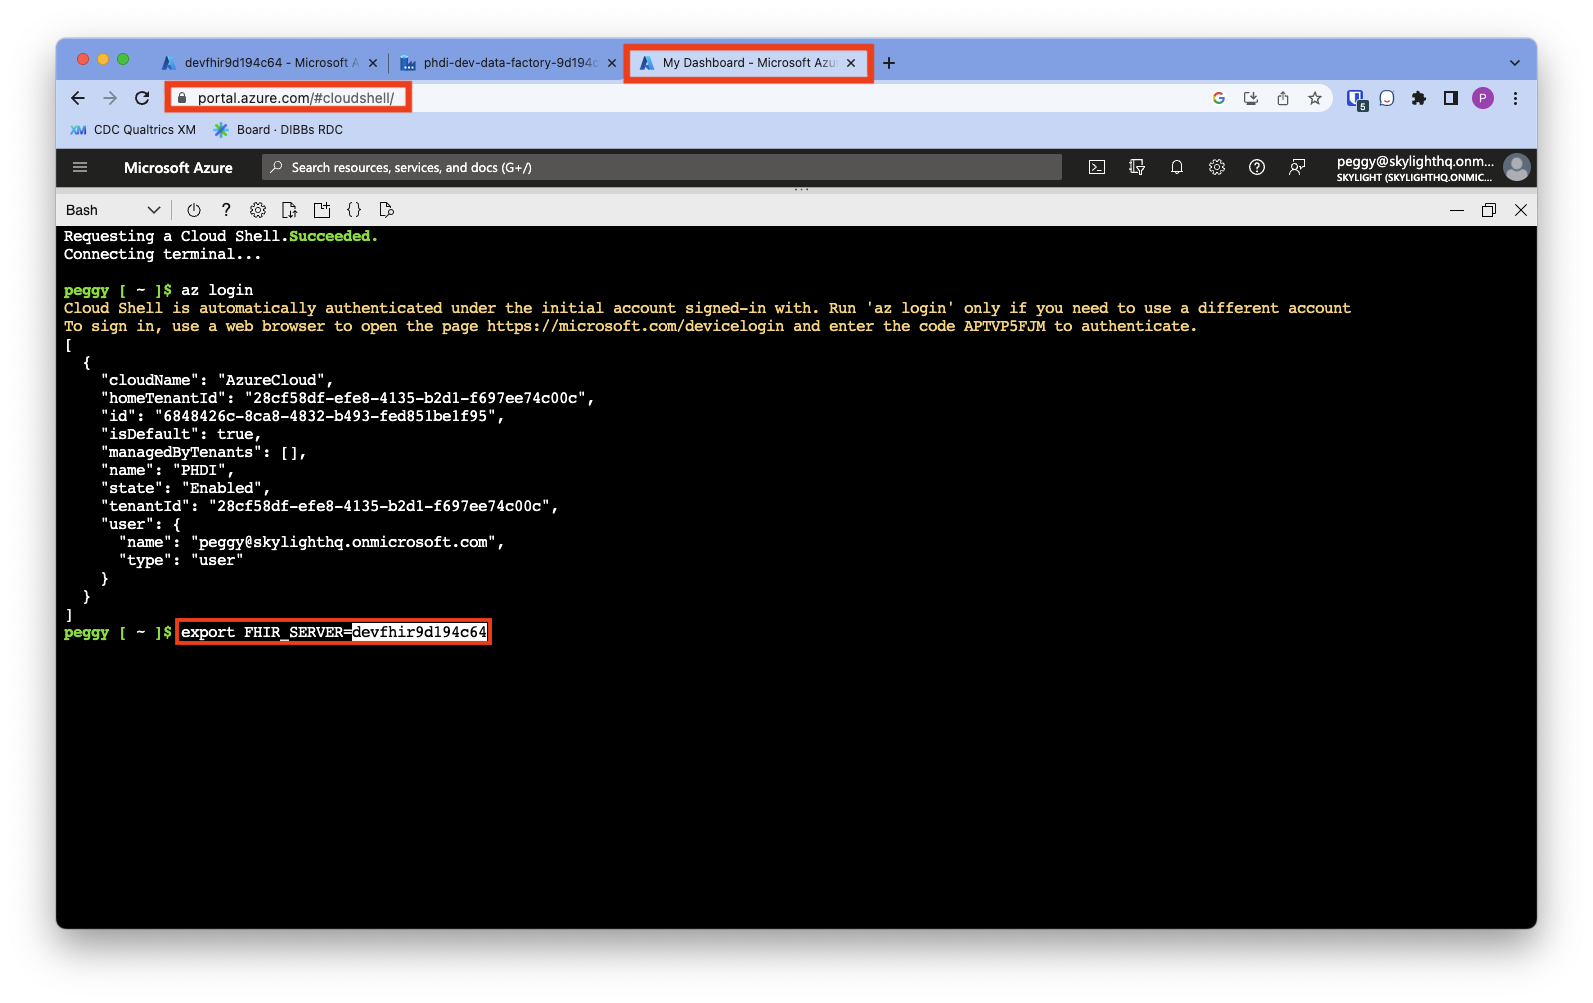 devfhir9d194c64 - Microsoft A
phdi-dev-data-factory-9d194c
My Dashboard - Microsoft Azu
portal.azure.com/#cloudshell/
5
P
XM CDC Qualtrics XM
Board · DIBBs RDC
Microsoft Azure
Search resources, services, and docs (G+/)
peggy@skylighthq.onm...
SKYLIGHT (SKYLIGHTHQ.ONMIC...
Bash
Requesting a Cloud Shell.Succeeded.
Connecting terminal...
peggy [ ~ ]$ az login
Cloud Shell is automatically authenticated under the initial account signed-in with. Run 'az login' only if you need to use a different account
To sign in, use a web browser to open the page https://microsoft.com/devicelogin and enter the code APTVP5FJM to authenticate.
[
  {
    "cloudName": "AzureCloud",
    "homeTenantId": "28cf58df-efe8-4135-b2d1-f697ee74c00c",
    "id": "6848426c-8ca8-4832-b493-fed851be1f95",
    "isDefault": true,
    "managedByTenants": [],
    "name": "PHDI",
    "state": "Enabled",
    "tenantId": "28cf58df-efe8-4135-b2d1-f697ee74c00c",
    "user": {
      "name": "peggy@skylighthq.onmicrosoft.com",
      "type": "user"
    }
  }
]
peggy [ ~ ]$ export FHIR_SERVER=devfhir9d194c64